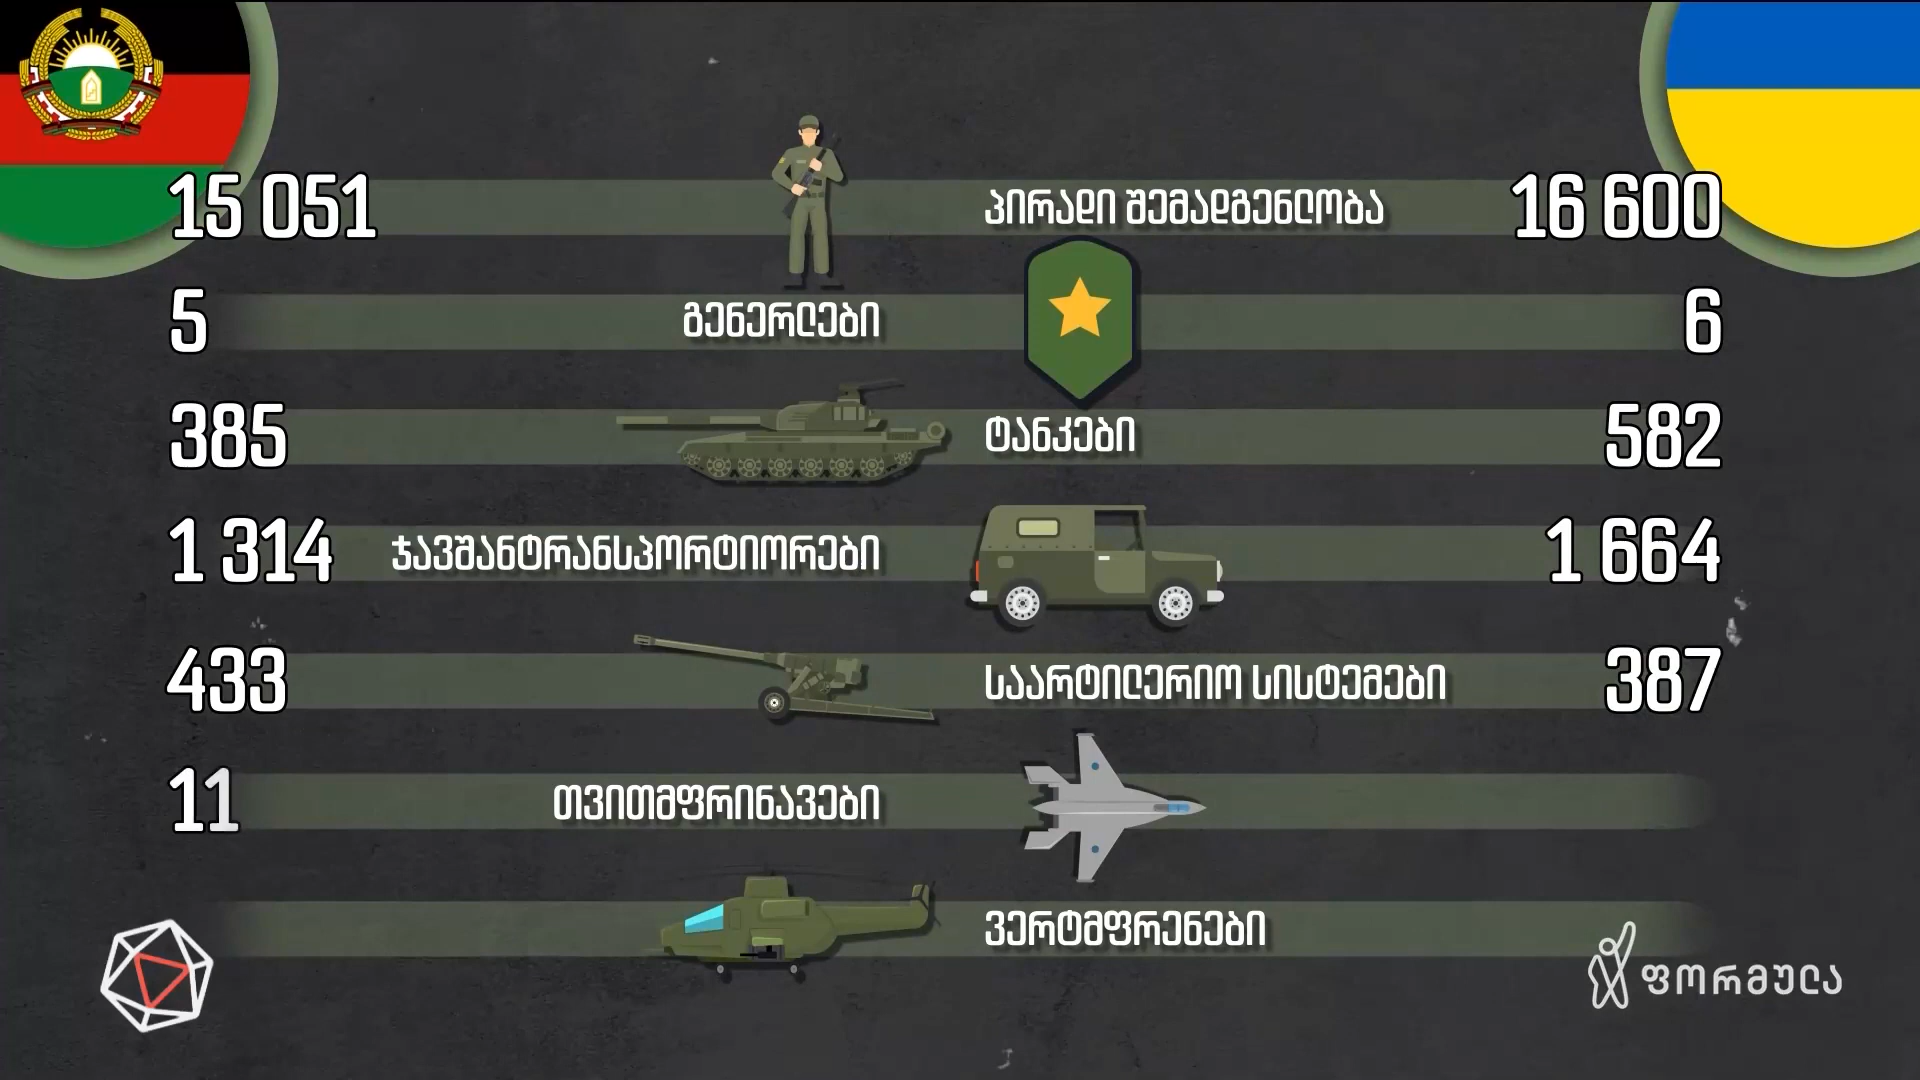 15 051 პირადი შემადგენლობა 16 600
5 გენერლები 6
385 ტანკები 582
1 314 ჯავშანტრანსპორტიორები 1 664
433 საარტილერიო სისტემები 387
11 თვითმფრინავები
ვერტმფრენები
ფორმულა